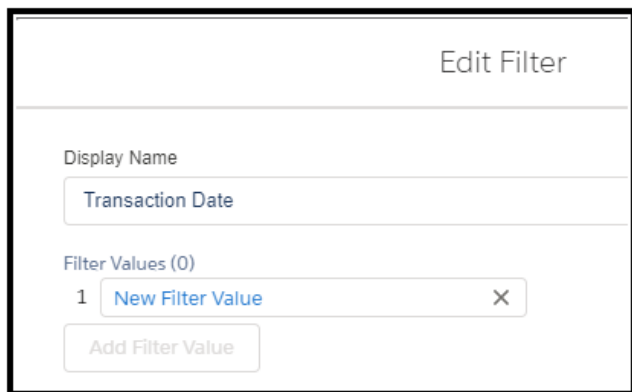 Edit Filter
Display Name
Transaction Date
Filter Values (0)
1 New Filter Value ×
Add Filter Value